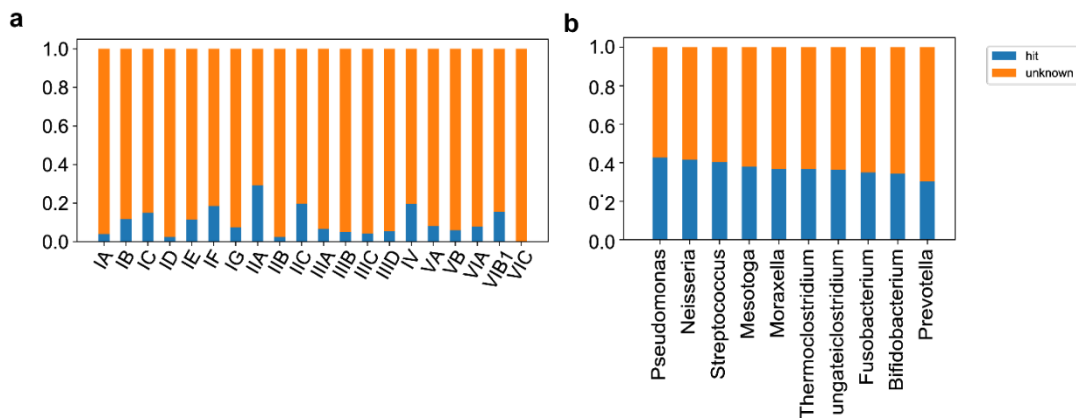 a
1.0
0.8
0.6
0.4
0.2
0.0
IA
IB
IC
ID
IE
IF
IG
IIA
IIB
IIC
IIIA
IIIB
IIIC
IIID
IV
VA
VB
VIA
VIB1
VIC
b
1.0
0.8
0.6
0.4
0.2
0.0
Pseudomonas
Neisseria
Streptococcus
Mesotoga
Moraxella
Thermoclostridium
ungateiclostridium
Fusobacterium
Bifidobacterium
Prevotella
hit
unknown